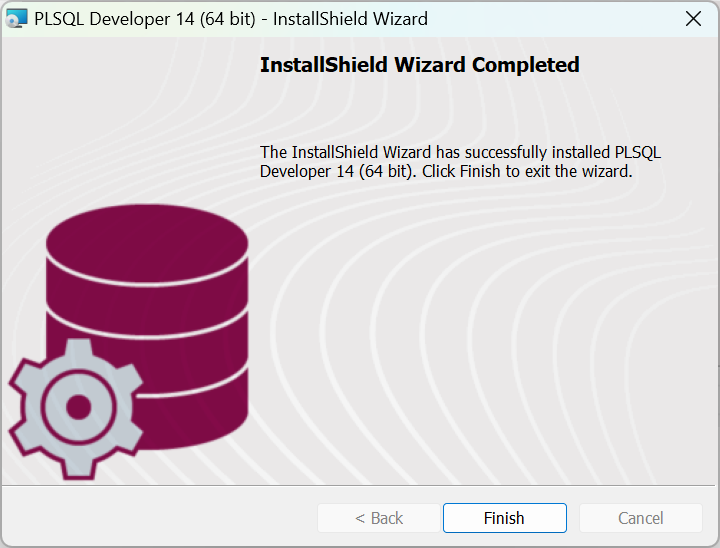 PLSQL Developer 14 (64 bit) - InstallShield Wizard
InstallShield Wizard Completed
The InstallShield Wizard has successfully installed PLSQL
Developer 14 (64 bit). Click Finish to exit the wizard.
< Back
Finish
Cancel